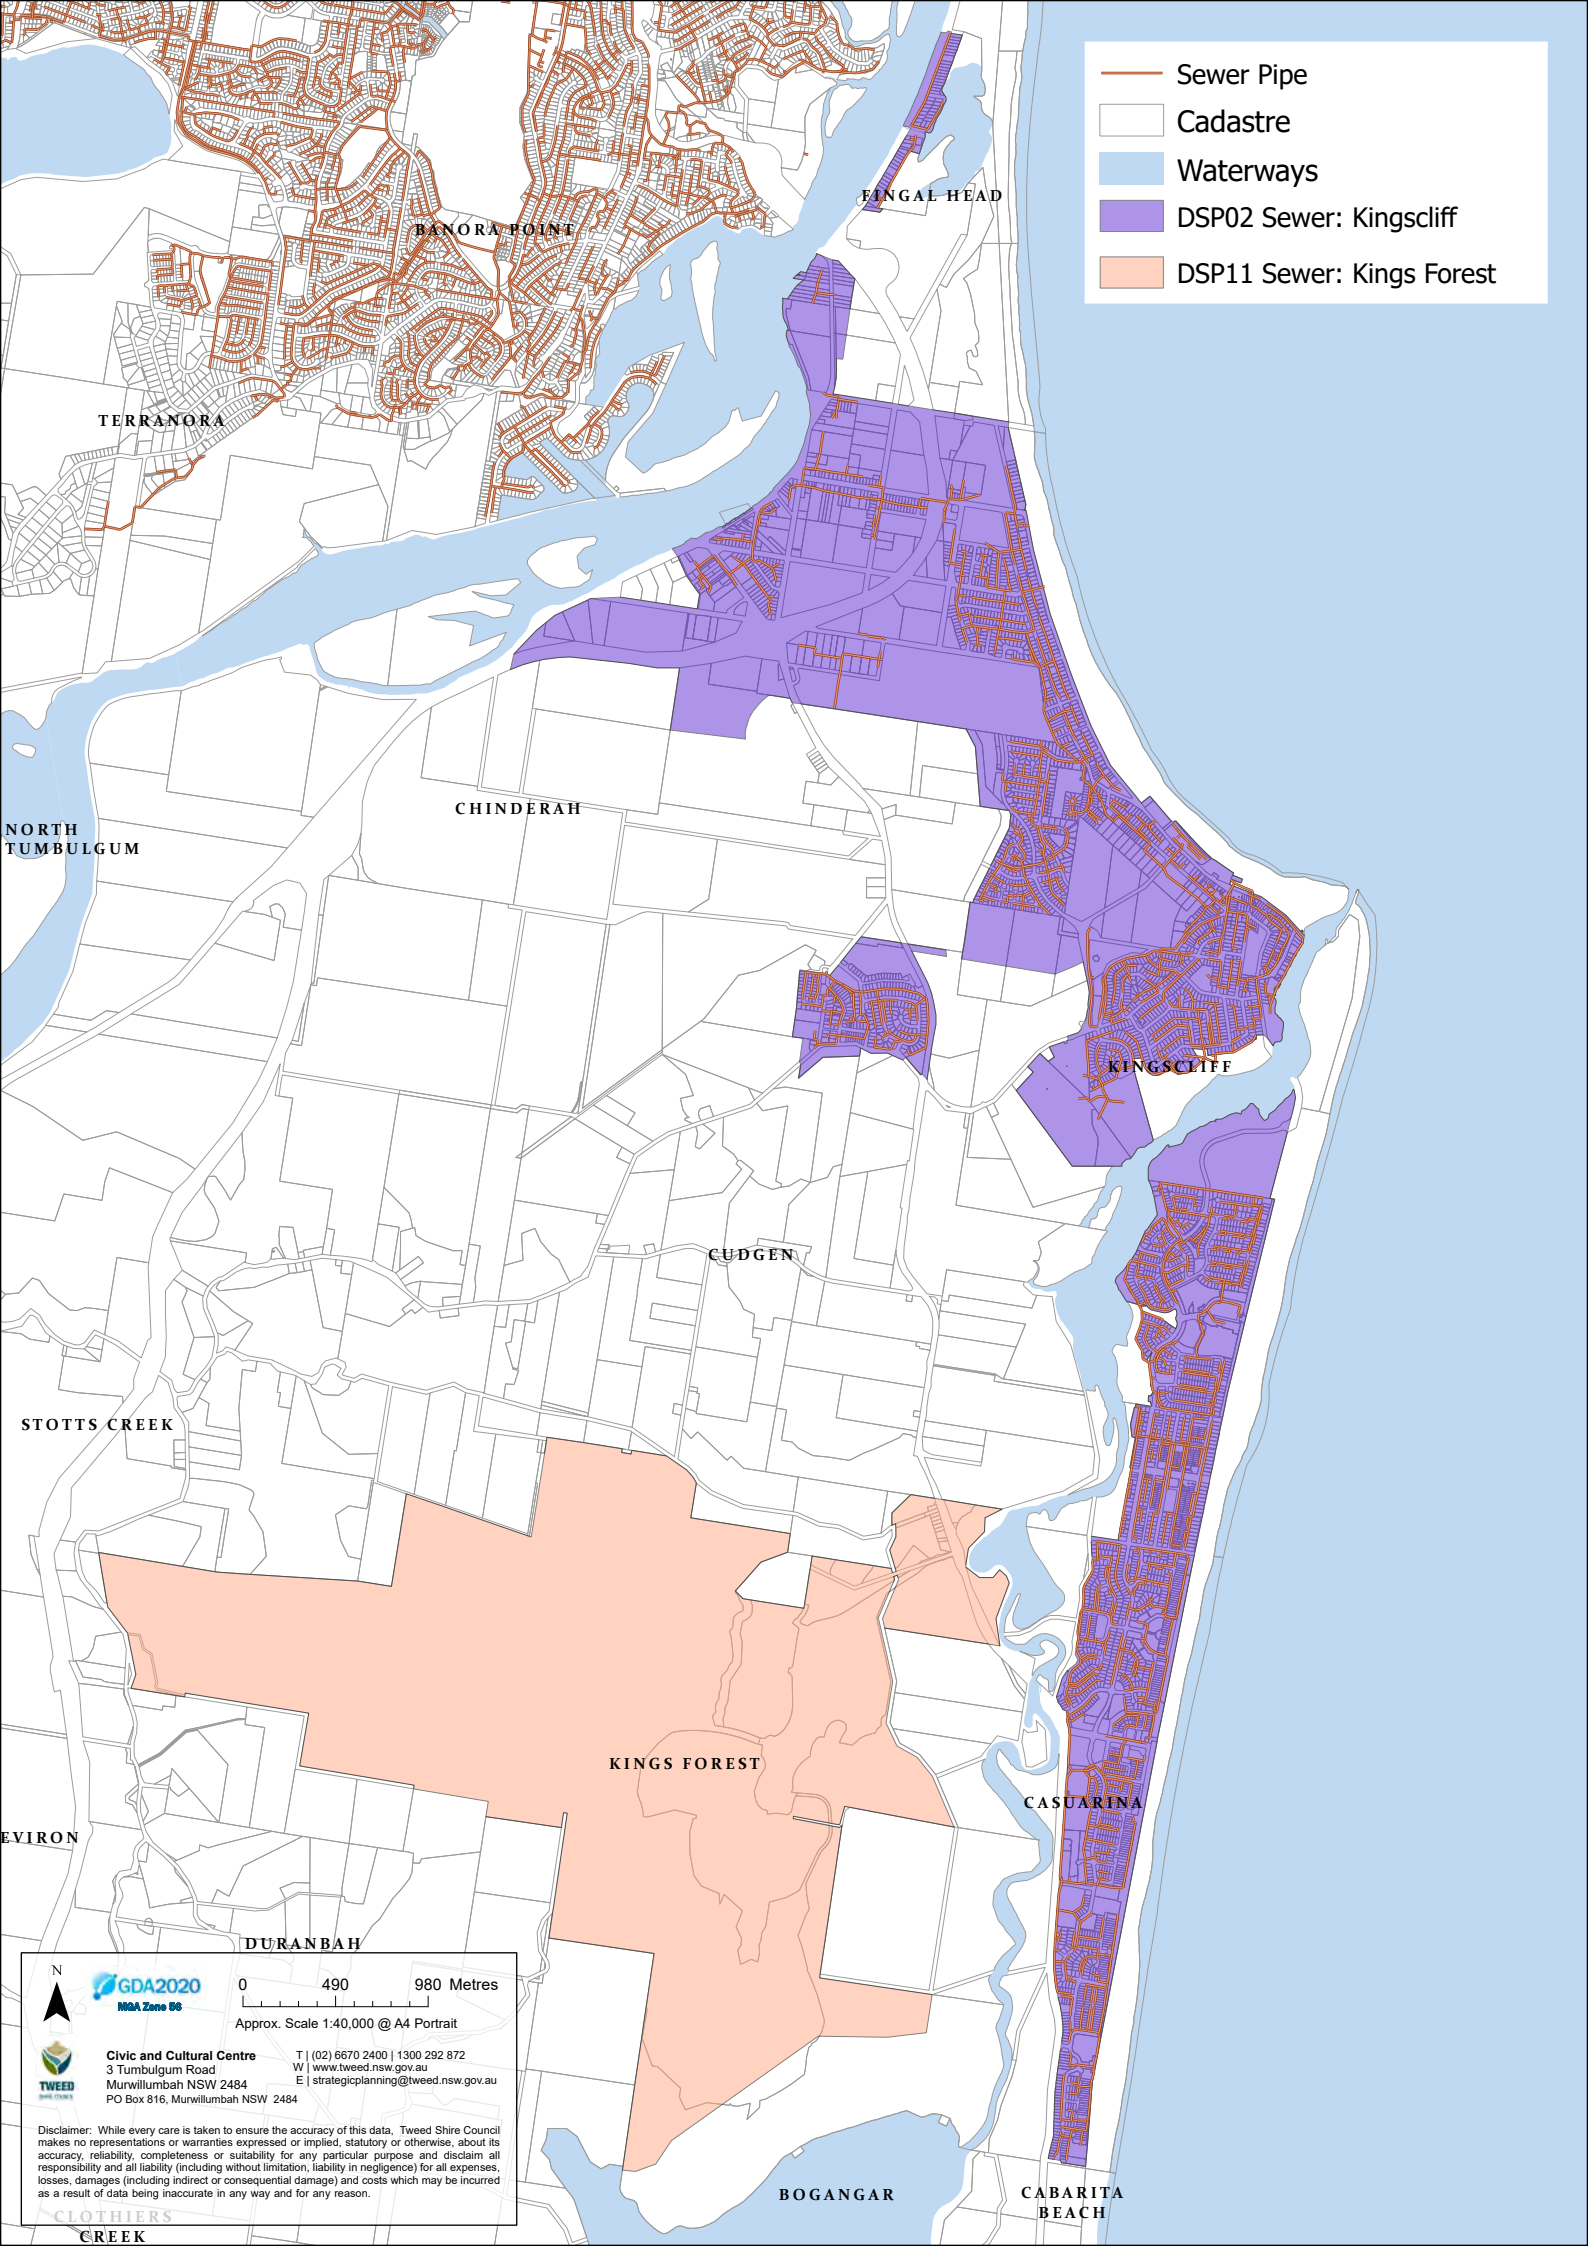 Sewer Pipe
Cadastre
Waterways
DSP02 Sewer: Kingscliff
DSP11 Sewer: Kings Forest
FINGAL HEAD
BANORA POINT
TERRANORA
CHINDERAH
NORTH
TUMBULGUM
KINGSCLIFF
CUDGEN
STOTTS CREEK
KINGS FOREST
CASUARINA
EVIRON
DURANBAH
N
GDA2020
MGA Zone 56
0 490 980 Metres
Approx. Scale 1:40,000 @ A4 Portrait
TWEED
SHIRE COUNCIL
Civic and Cultural Centre
3 Tumbulgum Road
Murwillumbah NSW 2484
PO Box 816, Murwillumbah NSW 2484
T | (02) 6670 2400 | 1300 292 872
W | www.tweed.nsw.gov.au
E | strategicplanning@tweed.nsw.gov.au
Disclaimer: While every care is taken to ensure the accuracy of this data, Tweed Shire Council
makes no representations or warranties expressed or implied, statutory or otherwise, about its
accuracy, reliability, completeness or suitability for any particular purpose and disclaim all
responsibility and all liability (including without limitation, liability in negligence) for all expenses,
losses, damages (including indirect or consequential damage) and costs which may be incurred
as a result of data being inaccurate in any way and for any reason.
CLOTHIERS
CREEK
BOGANGAR
CABARITA
BEACH